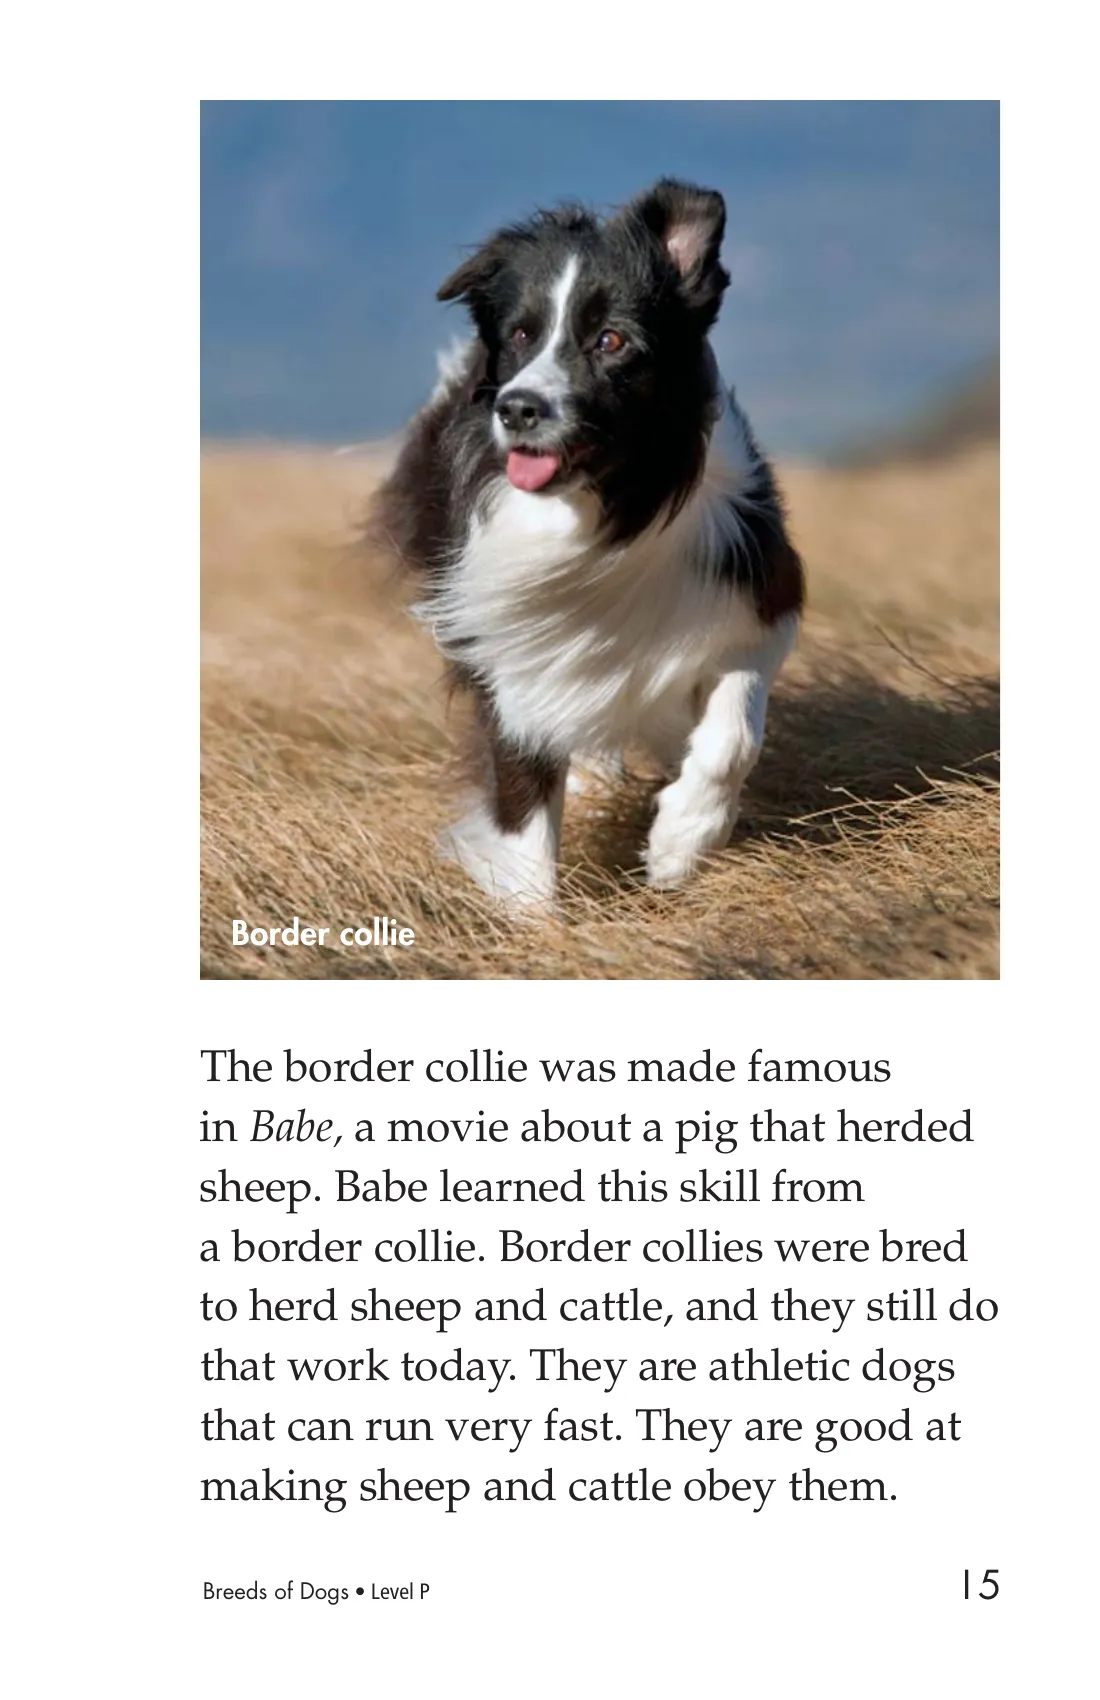 Border collie
The border collie was made famous
in Babe, a movie about a pig that herded
sheep. Babe learned this skill from
a border collie. Border collies were bred
to herd sheep and cattle, and they still do
that work today. They are athletic dogs
that can run very fast. They are good at
making sheep and cattle obey them.
Breeds of Dogs • Level P 15